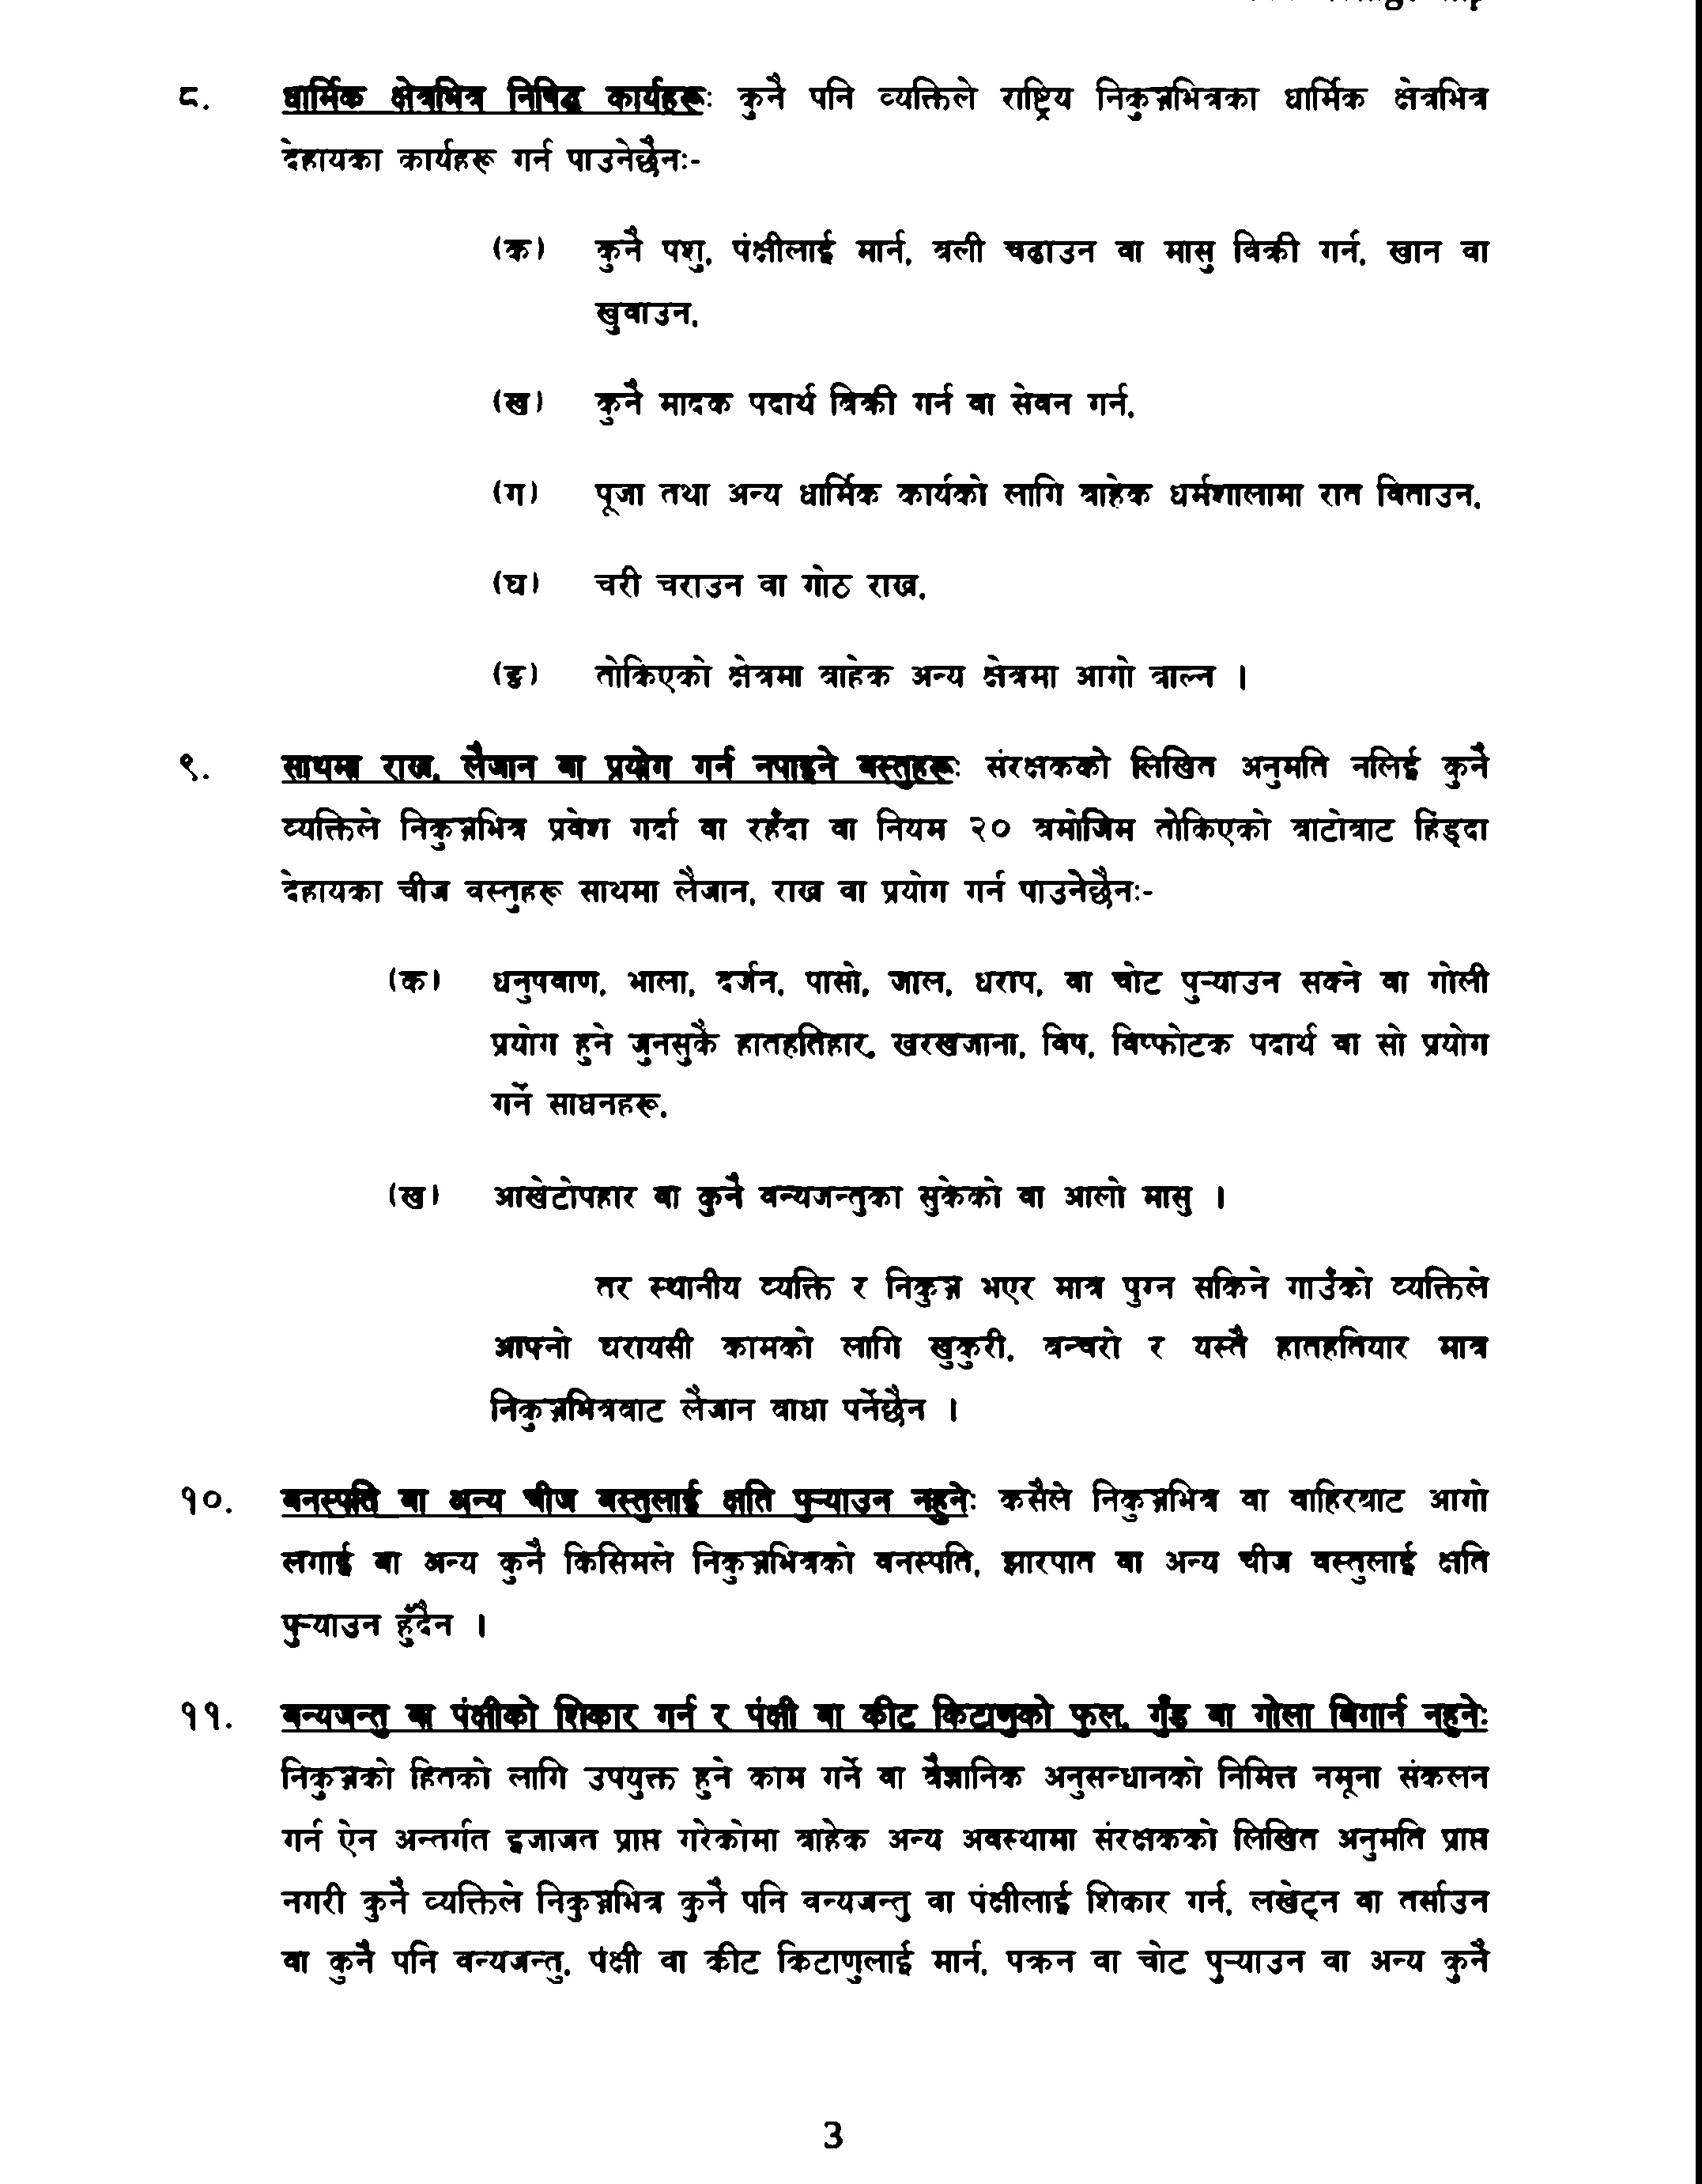 ८. धार्मिक क्षेत्रभित्र निषिद्ध कार्यहरूः कुनै पनि व्यक्तिले राष्ट्रिय निकुञ्जभित्रका धार्मिक क्षेत्रभित्र
देहायका कार्यहरू गर्न पाउनेछैनः-
(क) कुनै पशु, पंक्षीलाई मार्न, बली चढाउन वा मासु विक्री गर्न, खान वा
खुवाउन,
(ख) कुनै मादक पदार्थ बिक्री गर्न वा सेवन गर्न,
(ग) पूजा तथा अन्य धार्मिक कार्यको लागि बाहेक धर्मशालामा रात विताउन,
(घ) चरी चराउन वा गोठ राख्न,
(ङ) तोकिएको क्षेत्रमा बाहेक अन्य क्षेत्रमा आगो बाल्न ।
९. साथमा राख्न, लैजान वा प्रयोग गर्न नपाइने वस्तुहरूः संरक्षकको लिखित अनुमति नलिई कुनै
व्यक्तिले निकुञ्जभित्र प्रवेश गर्दा वा रहँदा वा नियम २० बमोजिम तोकिएको बाटोबाट हिंड्दा
देहायका चीज वस्तुहरू साथमा लैजान, राख्न वा प्रयोग गर्न पाउनेछैनः-
(क) धनुषवाण, भाला, दर्जन, पासो, जाल, धराप, वा चोट पुऱ्याउन सक्ने वा गोली
प्रयोग हुने जुनसुकै हातहतिहार, खरखजाना, विष, विष्फोटक पदार्थ वा सो प्रयोग
गर्ने साधनहरू,
(ख) आखेटोपहार वा कुनै वन्यजन्तुका सुकेको वा आलो मासु ।
तर स्थानीय व्यक्ति र निकुञ्ज भएर मात्र पुग्न सकिने गाउँको व्यक्तिले
आफ्नो घरायसी कामको लागि खुकुरी, बन्चरो र यस्तै हातहतियार मात्र
निकुञ्जभित्रवाट लैजान वाधा पर्नेछैन ।
१०. वनस्पति वा अन्य चीज वस्तुलाई क्षति पुऱ्याउन नहुनेः कसैले निकुञ्जभित्र वा वाहिरबाट आगो
लगाई वा अन्य कुनै किसिमले निकुञ्जभित्रको वनस्पति, झारपात वा अन्य चीज वस्तुलाई क्षति
पुऱ्याउन हुँदैन ।
११. वन्यजन्तु वा पंक्षीको शिकार गर्न र पंक्षी वा कीट किटाणुको फुल, गुँड वा गोला बिगार्न नहुनेः
निकुञ्जको हितको लागि उपयुक्त हुने काम गर्ने वा बैज्ञानिक अनुसन्धानको निमित्त नमूना संकलन
गर्न ऐन अन्तर्गत इजाजत प्राप्त गरेकोमा बाहेक अन्य अवस्थामा संरक्षकको लिखित अनुमति प्राप्त
नगरी कुनै व्यक्तिले निकुञ्जभित्र कुनै पनि वन्यजन्तु वा पंक्षीलाई शिकार गर्न, लखेट्न वा तर्साउन
वा कुनै पनि वन्यजन्तु, पंक्षी वा कीट किटाणुलाई मार्न, पक्रन वा चोट पुऱ्याउन वा अन्य कुनै
3